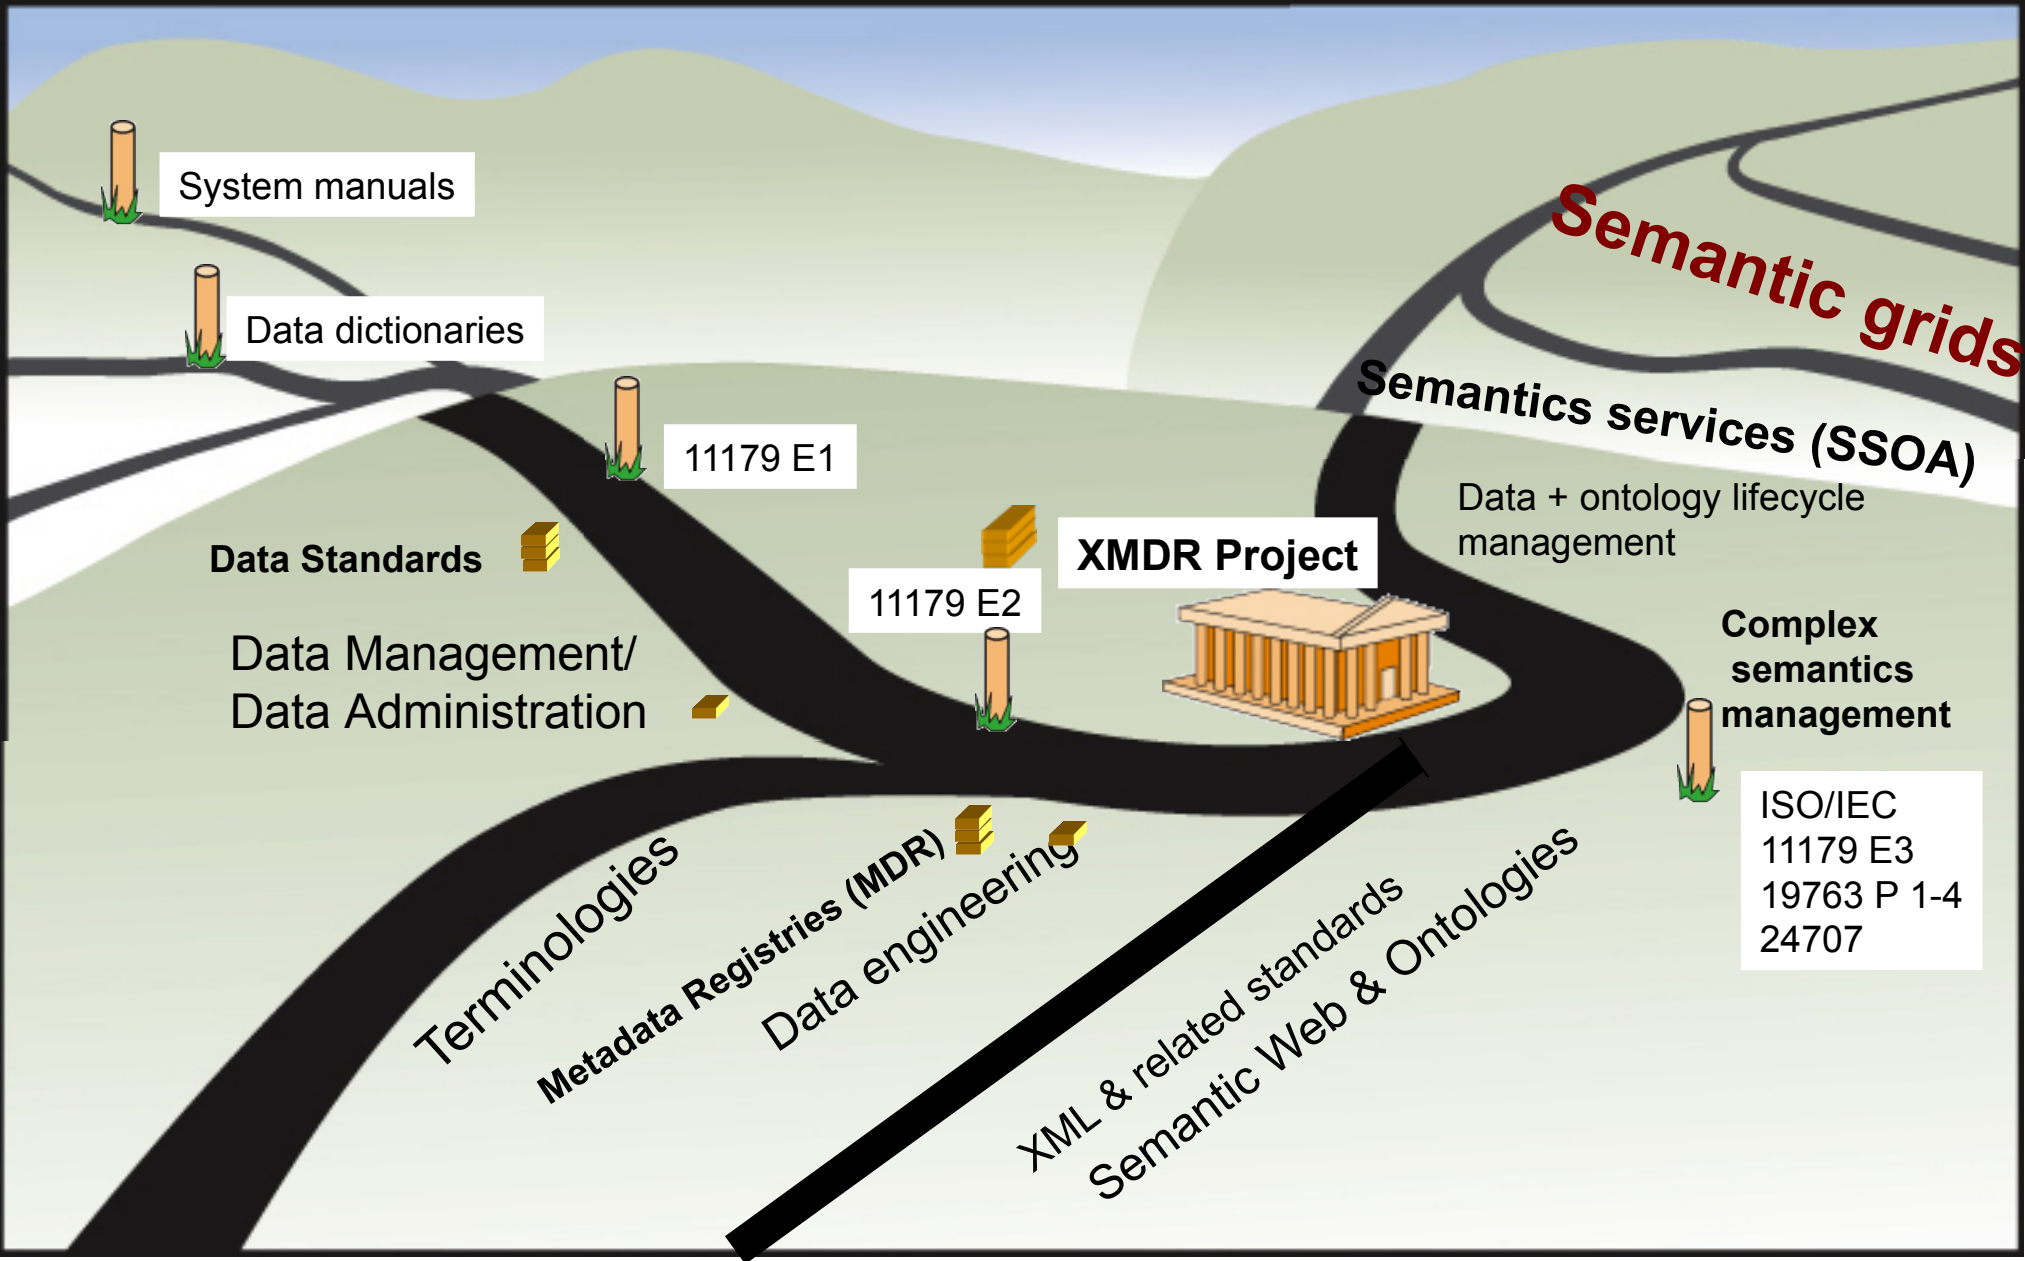 System manuals
Data dictionaries
Semantic grids
Semantics services (SSOA)
11179 E1
Data + ontology lifecycle
management
Data Standards
XMDR Project
11179 E2
Complex
semantics
management
Data Management/
Data Administration
ISO/IEC
11179 E3
19763 P 1-4
24707
Terminologies
Metadata Registries (MDR)
Data engineering
XML & related standards
Semantic Web & Ontologies